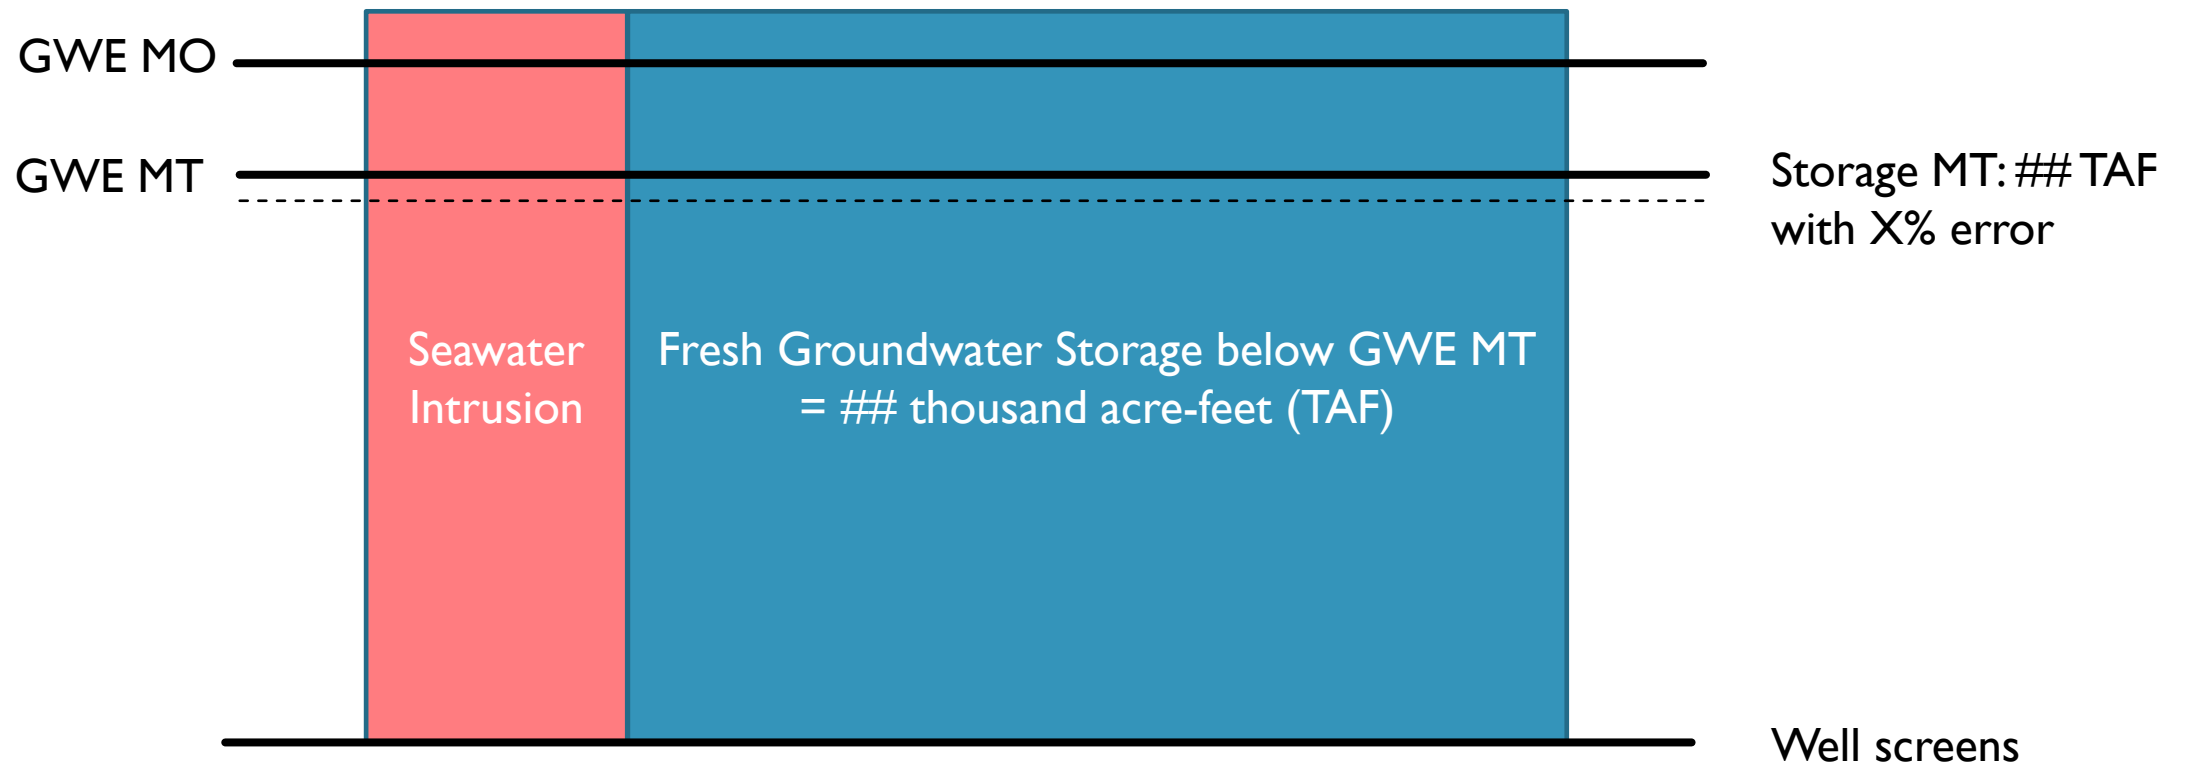 GWE MO
GWE MT
Storage MT: ## TAF
with X% error
Seawater
Intrusion
Fresh Groundwater Storage below GWE MT
= ## thousand acre-feet (TAF)
Well screens